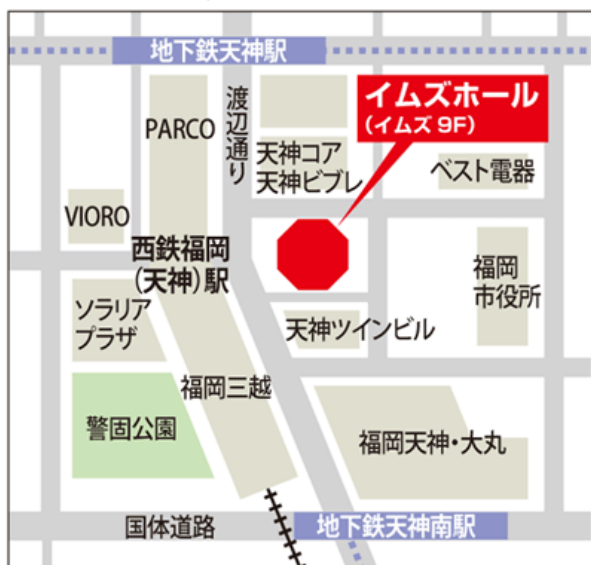 地下鉄天神駅
イムズホール
(イムズ 9F)
渡辺通り
PARCO
天神コア
天神ビブレ
ベスト電器
VIORO
西鉄福岡
(天神)駅
福岡
市役所
ソラリア
プラザ
天神ツインビル
福岡三越
警固公園
福岡天神・大丸
国体道路
地下鉄天神南駅